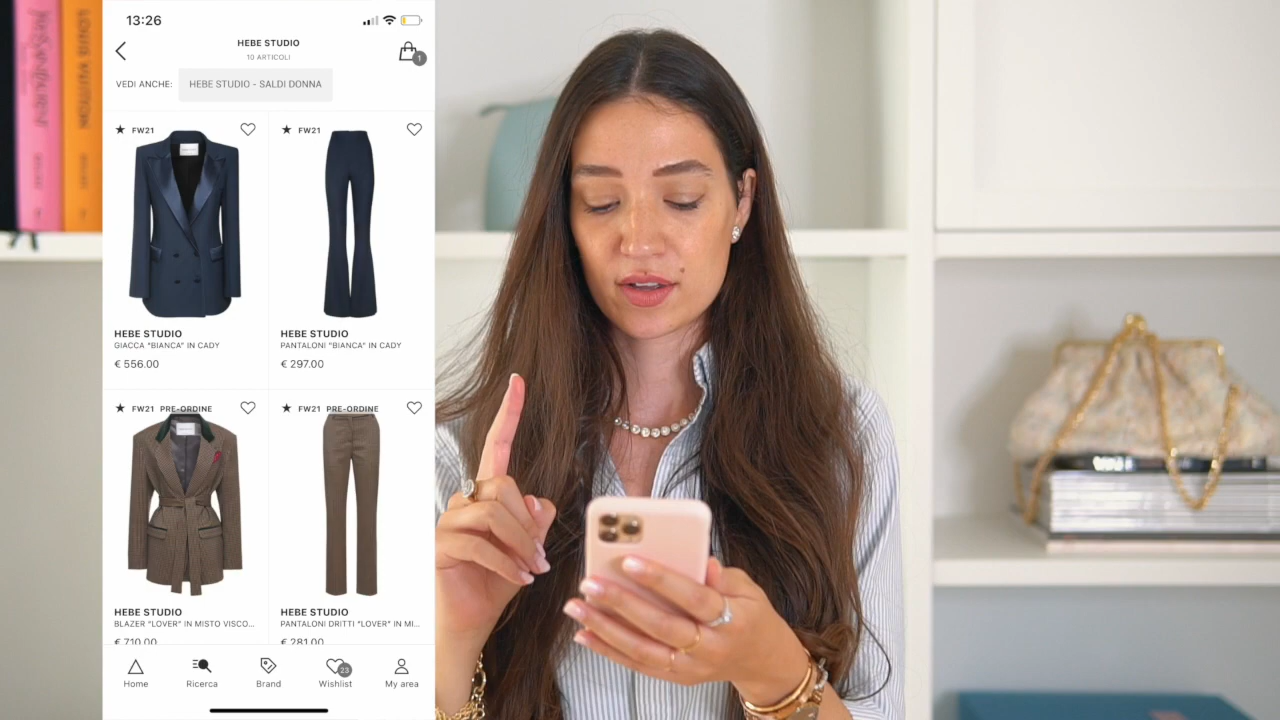 13:26
HEBE STUDIO
10 ARTICOLI
1
VEDI ANCHE:
HEBE STUDIO - SALDI DONNA
FW21
FW21
HEBE STUDIO
GIACCA "BIANCA" IN CADY
€ 556.00
HEBE STUDIO
PANTALONI "BIANCA" IN CADY
€ 297.00
FW21 PRE-ORDINE
FW21 PRE-ORDINE
HEBE STUDIO
BLAZER "LOVER" IN MISTO VISCO...
€ 710.00
HEBE STUDIO
PANTALONI DRITTI "LOVER" IN MI...
€ 281.00
Home
Ricerca
Brand
23
Wishlist
My area